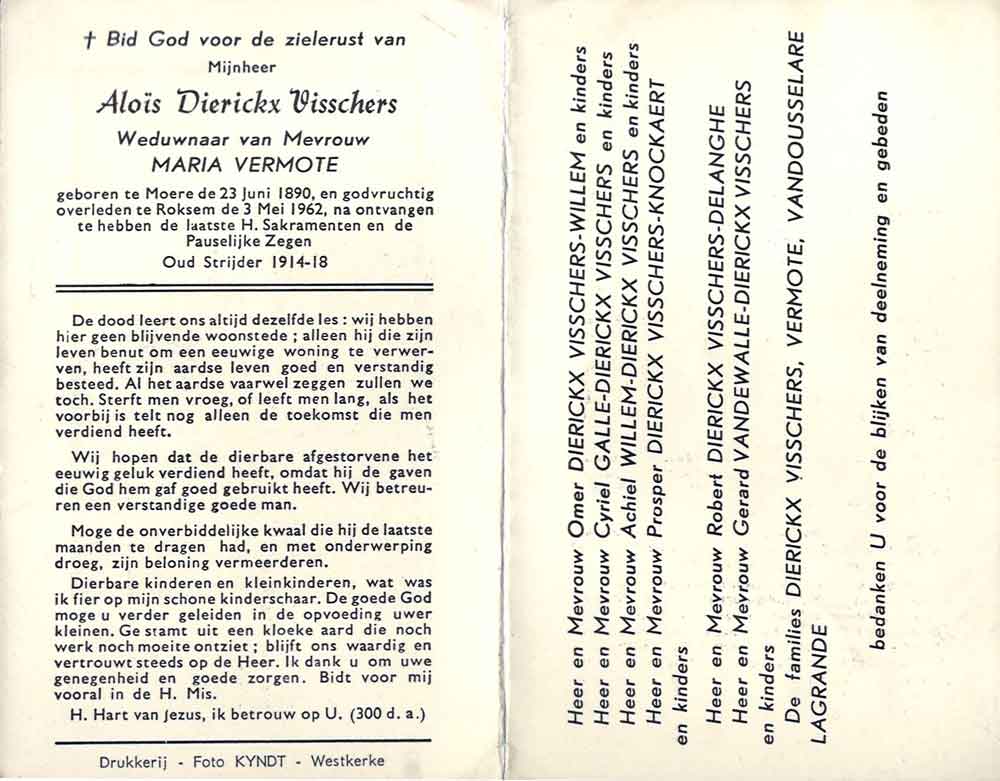 † Bid God voor de zielerust van
Mijnheer
Aloïs Dierickx Visschers
Weduwnaar van Mevrouw
MARIA VERMOTE
geboren te Moere de 23 Juni 1890, en godvruchtig
overleden te Roksem de 3 Mei 1962, na ontvangen
te hebben de laatste H. Sakramenten en de
Pauselijke Zegen
Oud Strijder 1914-18
De dood leert ons altijd dezelfde les : wij hebben
hier geen blijvende woonstede ; alleen hij die zijn
leven benut om een eeuwige woning te verwer-
ven, heeft zijn aardse leven goed en verstandig
besteed. Al het aardse vaarwel zeggen zullen we
toch. Sterft men vroeg, of leeft men lang, als het
voorbij is telt nog alleen de toekomst die men
verdiend heeft.
Wij hopen dat de dierbare afgestorvene het
eeuwig geluk verdiend heeft, omdat hij de gaven
die God hem gaf goed gebruikt heeft. Wij betreu-
ren een verstandige goede man.
Moge de onverbiddelijke kwaal die hij de laatste
maanden te dragen had, en met onderwerping
droeg, zijn beloning vermeerderen.
Dierbare kinderen en kleinkinderen, wat was
ik fier op mijn schone kinderschaar. De goede God
moge u verder geleiden in de opvoeding uwer
kleinen. Ge stamt uit een kloeke aard die noch
werk noch moeite ontziet ; blijft ons waardig en
vertrouwt steeds op de Heer. Ik dank u om uwe
genegenheid en goede zorgen. Bidt voor mij
vooral in de H. Mis.
H. Hart van Jezus, ik betrouw op U. (300 d. a.)
Drukkerij - Foto KYNDT - Westkerke
Heer en Mevrouw Omer DIERICKX VISSCHERS-WILLEM en kinders
Heer en Mevrouw Cyriel GALLE-DIERICKX VISSCHERS en kinders
Heer en Mevrouw Achiel WILLEM-DIERICKX VISSCHERS en kinders
Heer en Mevrouw Prosper DIERICKX VISSCHERS-KNOCKAERT
en kinders
Heer en Mevrouw Robert DIERICKX VISSCHERS-DELANGHE
Heer en Mevrouw Gerard VANDEWALLE-DIERICKX VISSCHERS
en kinders
De families DIERICKX VISSCHERS, VERMOTE, VANDOUSSELARE
LAGRANDE
bedanken U voor de blijken van deelneming en gebeden